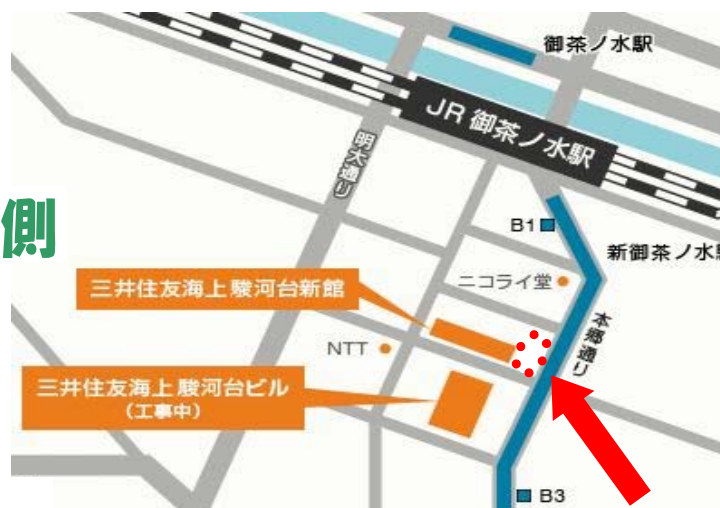 御茶ノ水駅
JR 御茶ノ水駅
明大通り
側
B1
新御茶ノ水駅
ニコライ堂
三井住友海上駿河台新館
本郷通り
NTT
三井住友海上駿河台ビル
（工事中）
B3